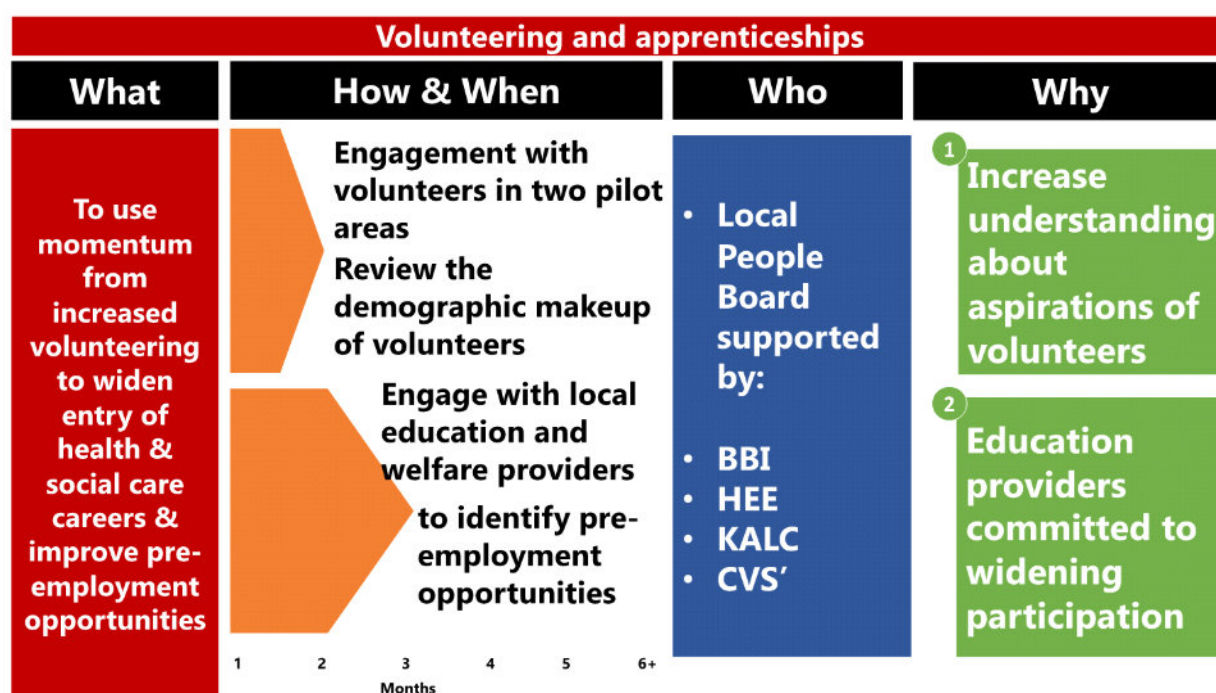 Volunteering and apprenticeships
What
How & When
Who
Why
To use
momentum
from
increased
volunteering
to widen
entry of
health &
social care
careers &
improve pre-
employment
opportunities
Engagement with
volunteers in two pilot
areas
Review the
demographic makeup
of volunteers
Engage with local
education and
welfare providers
to identify pre-
employment
opportunities
1 2 3 4 5 6+
Months
• Local
People
Board
supported
by:
• BBI
• HEE
• KALC
• CVS’
1
Increase
understanding
about
aspirations of
volunteers
2
Education
providers
committed to
widening
participation